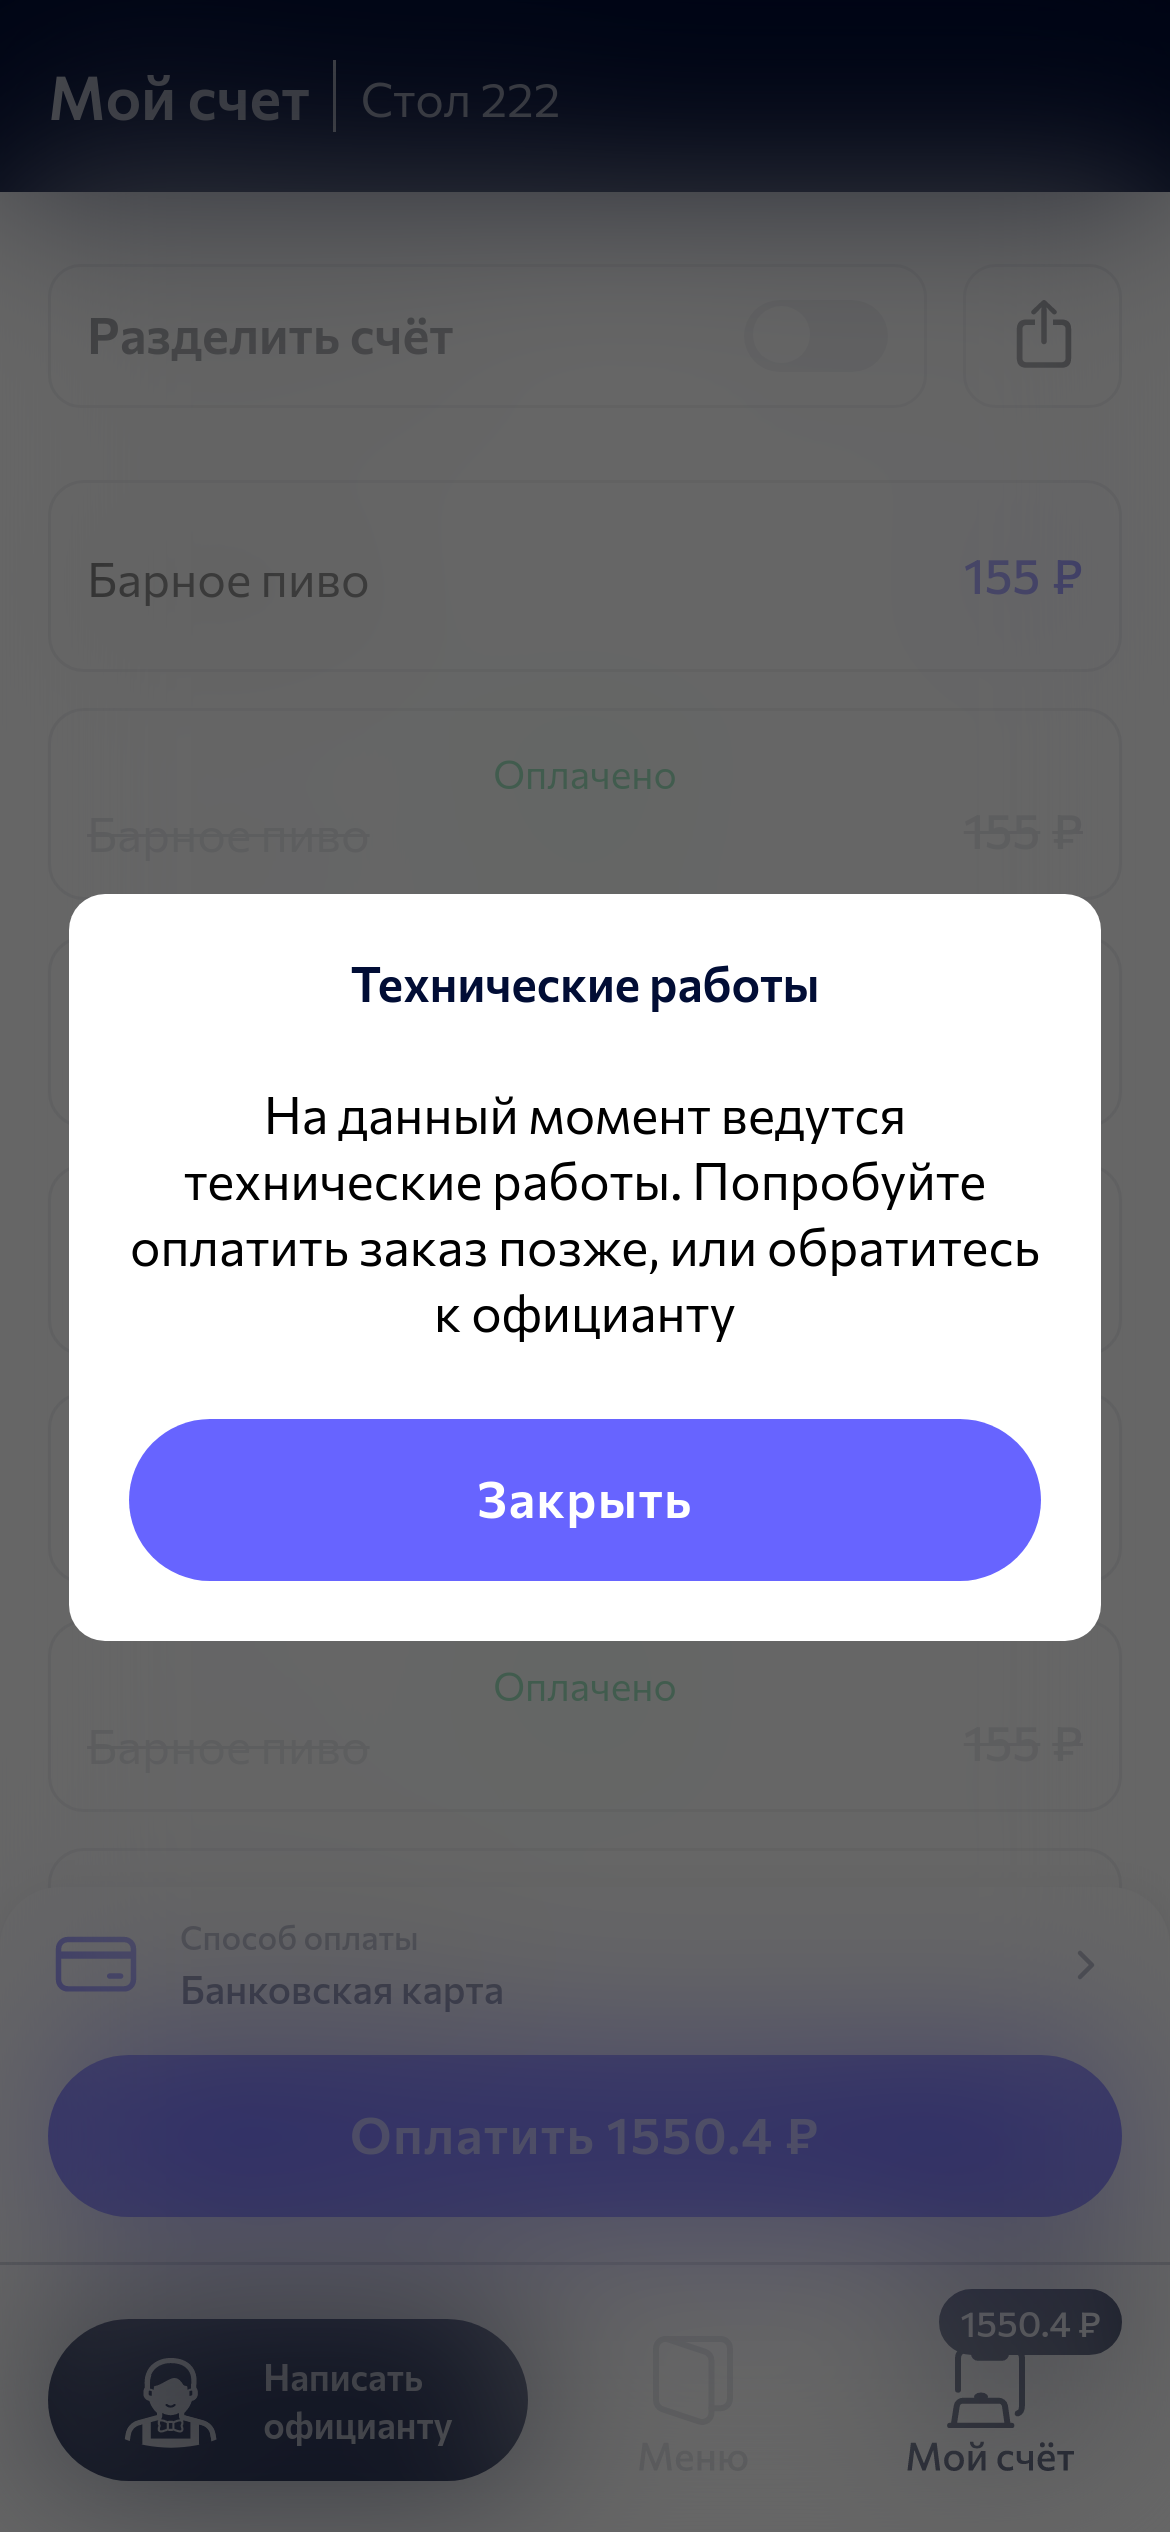 Мой счет
Стол 222
Разделить счёт
Барное пиво
155 ₽
Оплачено
Барное пиво
155 ₽
Технические работы
На данный момент ведутся
технические работы. Попробуйте
оплатить заказ позже, или обратитесь
к официанту
Закрыть
Оплачено
Барное пиво
155 ₽
Способ оплаты
Банковская карта
Оплатить 1550.4 ₽
Написать
официанту
Меню
1550.4 ₽
Мой счёт